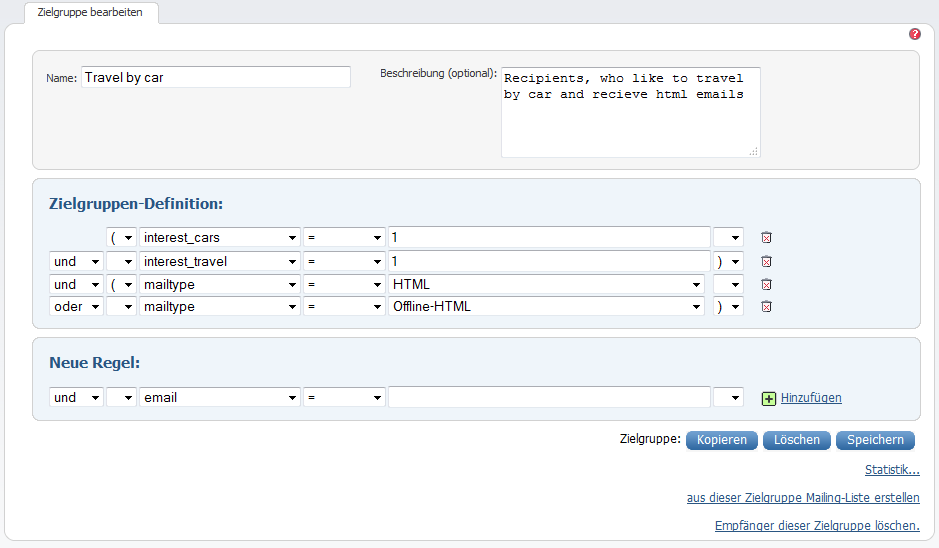 Zielgruppe bearbeiten
?
Name: Travel by car
Beschreibung (optional): Recipients, who like to travel
by car and recieve html emails
Zielgruppen-Definition:
( interest_cars = 1
und interest_travel = 1 )
und ( mailtype = HTML
oder mailtype = Offline-HTML )
Neue Regel:
und email = Hinzufügen
Zielgruppe: Kopieren Löschen Speichern
Statistik...
aus dieser Zielgruppe Mailing-Liste erstellen
Empfänger dieser Zielgruppe löschen.